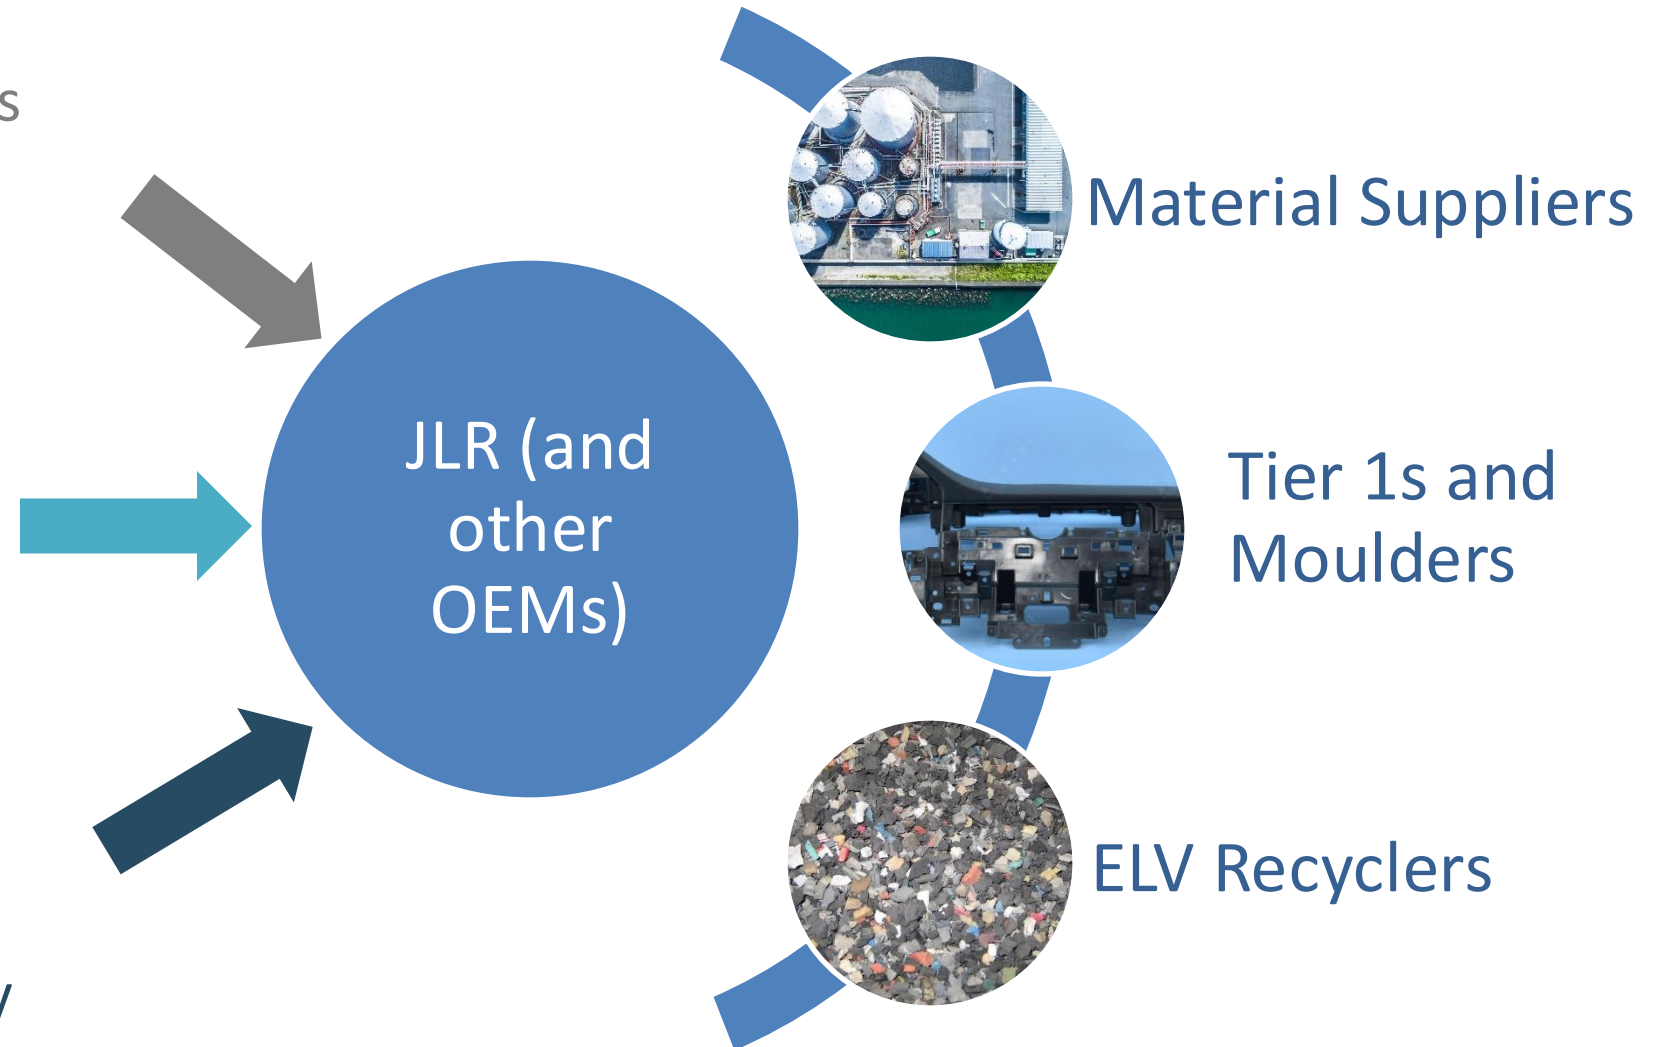 s
JLR (and
other
OEMs)
Material Suppliers
Tier 1s and
Moulders
ELV Recyclers
y